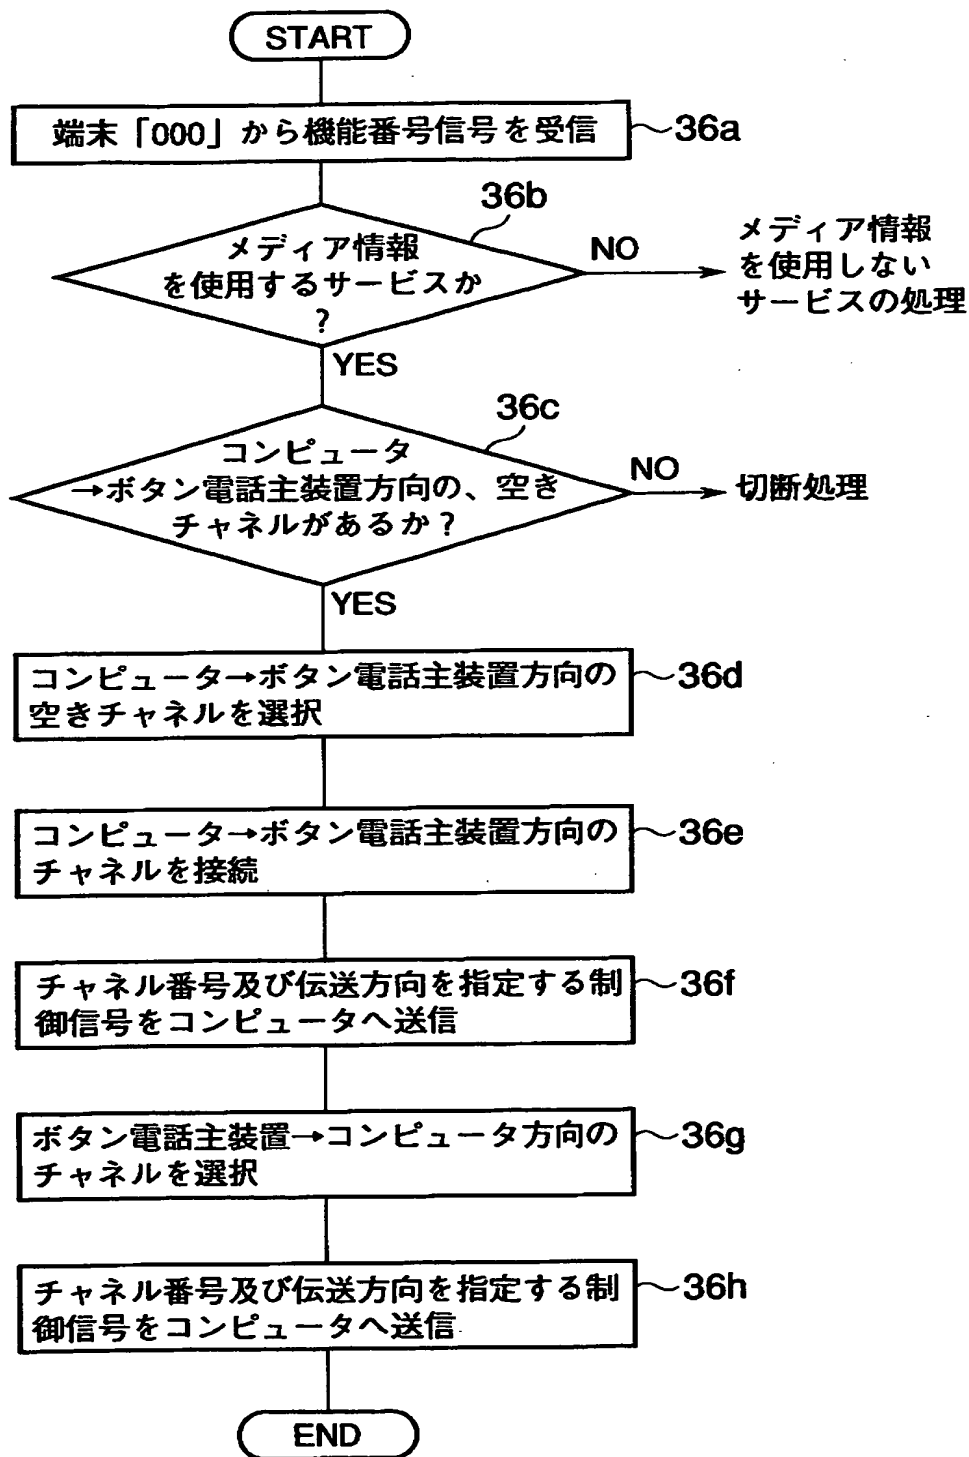 START
端末「000」から機能番号信号を受信
36a
36b
メディア情報
を使用するサービスか
?
NO
メディア情報
を使用しない
サービスの処理
YES
36c
コンピュータ
→ボタン電話主装置方向の、空き
チャネルがあるか?
NO
切断処理
YES
コンピュータ→ボタン電話主装置方向の
空きチャネルを選択
36d
コンピュータ→ボタン電話主装置方向の
チャネルを接続
36e
チャネル番号及び伝送方向を指定する制
御信号をコンピュータへ送信
36f
ボタン電話主装置→コンピュータ方向の
チャネルを選択
36g
チャネル番号及び伝送方向を指定する制
御信号をコンピュータへ送信
36h
END